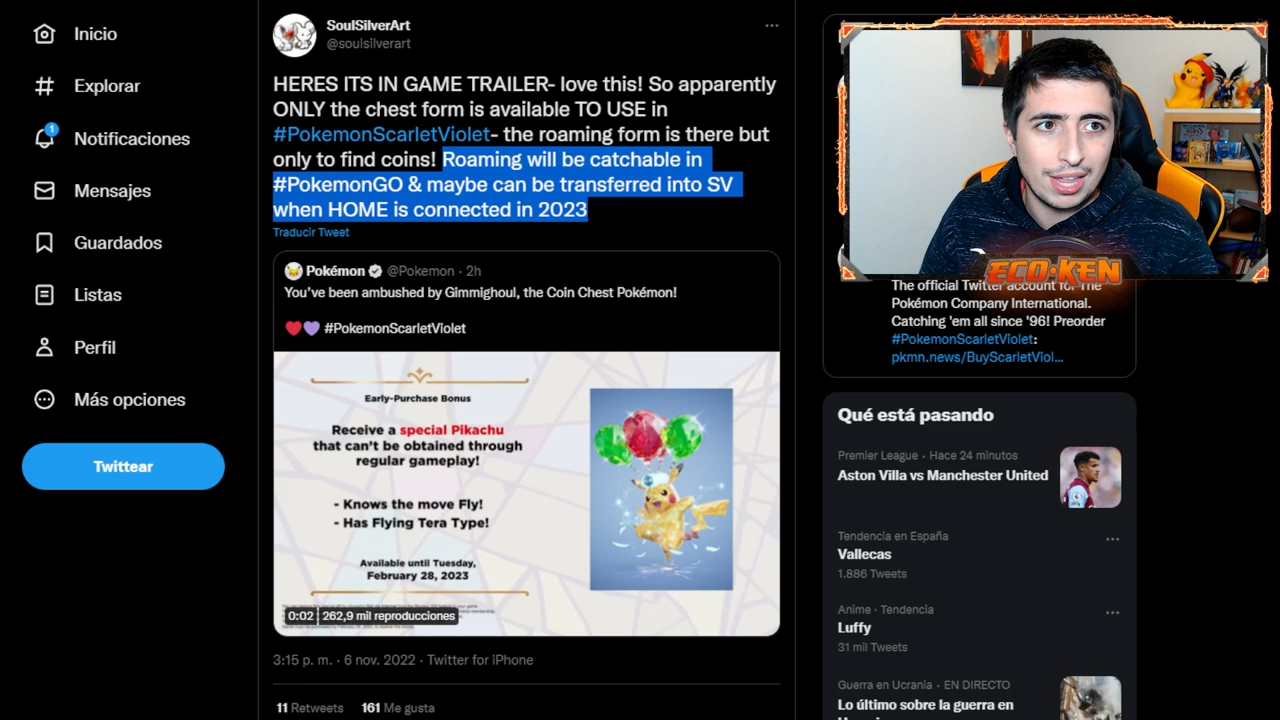 Inicio
Explorar
1
Notificaciones
Mensajes
Guardados
Listas
Perfil
Más opciones
Twittear
SoulSilverArt
@soulsilverart
HERES ITS IN GAME TRAILER- love this! So apparently
ONLY the chest form is available TO USE in
#PokemonScarletViolet- the roaming form is there but
only to find coins! Roaming will be catchable in
#PokemonGO & maybe can be transferred into SV
when HOME is connected in 2023
Traducir Tweet
Pokémon @Pokemon · 2h
You've been ambushed by Gimmighoul, the Coin Chest Pokémon!
#PokemonScarletViolet
Early-Purchase Bonus
Receive a special Pikachu
that can't be obtained through
regular gameplay!
- Knows the move Fly!
- Has Flying Tera Type!
Available until Tuesday,
February 28, 2023
0:02 262,9 mil reproducciones
3:15 p. m. · 6 nov. 2022 · Twitter for iPhone
11 Retweets 161 Me gusta
ECO-KEN
The official Twitter account for The
Pokémon Company International.
Catching 'em all since '96! Preorder
#PokemonScarletViolet:
pkmn.news/BuyScarletViol...
Qué está pasando
Premier League · Hace 24 minutos
Aston Villa vs Manchester United
Tendencia en España
Vallecas
1.886 Tweets
Anime · Tendencia
Luffy
31 mil Tweets
Guerra en Ucrania · EN DIRECTO
Lo último sobre la guerra en